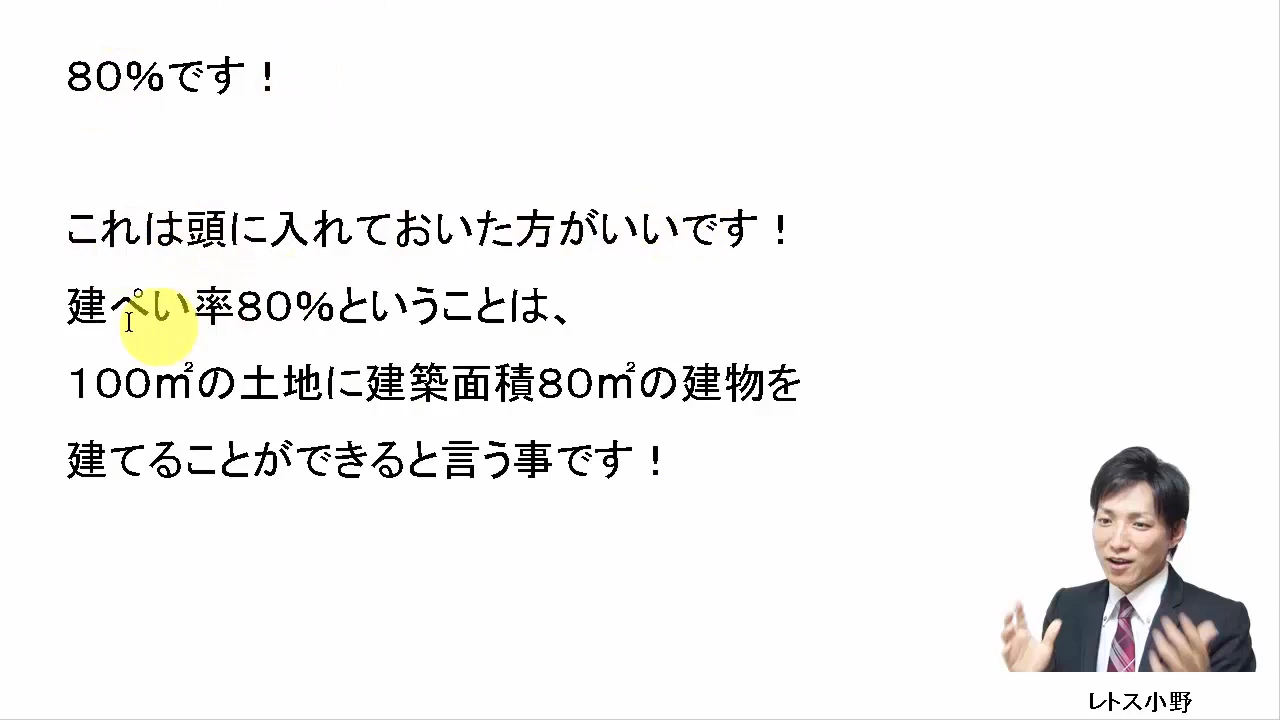 ８０％です！
これは頭に入れておいた方がいいです！
建ぺい率８０％ということは、
１００㎡の土地に建築面積８０㎡の建物を
建てることができると言う事です！
レトス小野